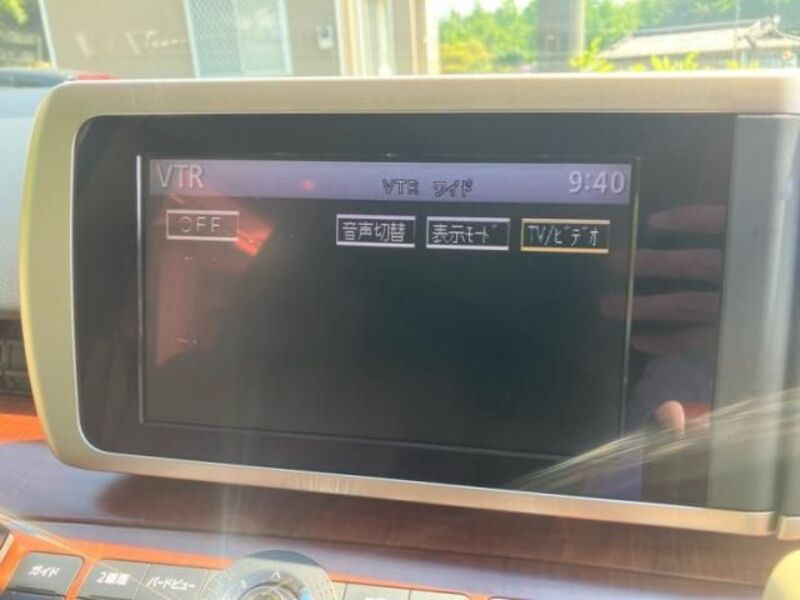 VTR
VTR ワイド
9:40
OFF
音声切替
表示ﾓｰﾄﾞ
TV/ﾋﾞﾃﾞｵ
ガイド
2画面
バードビュー